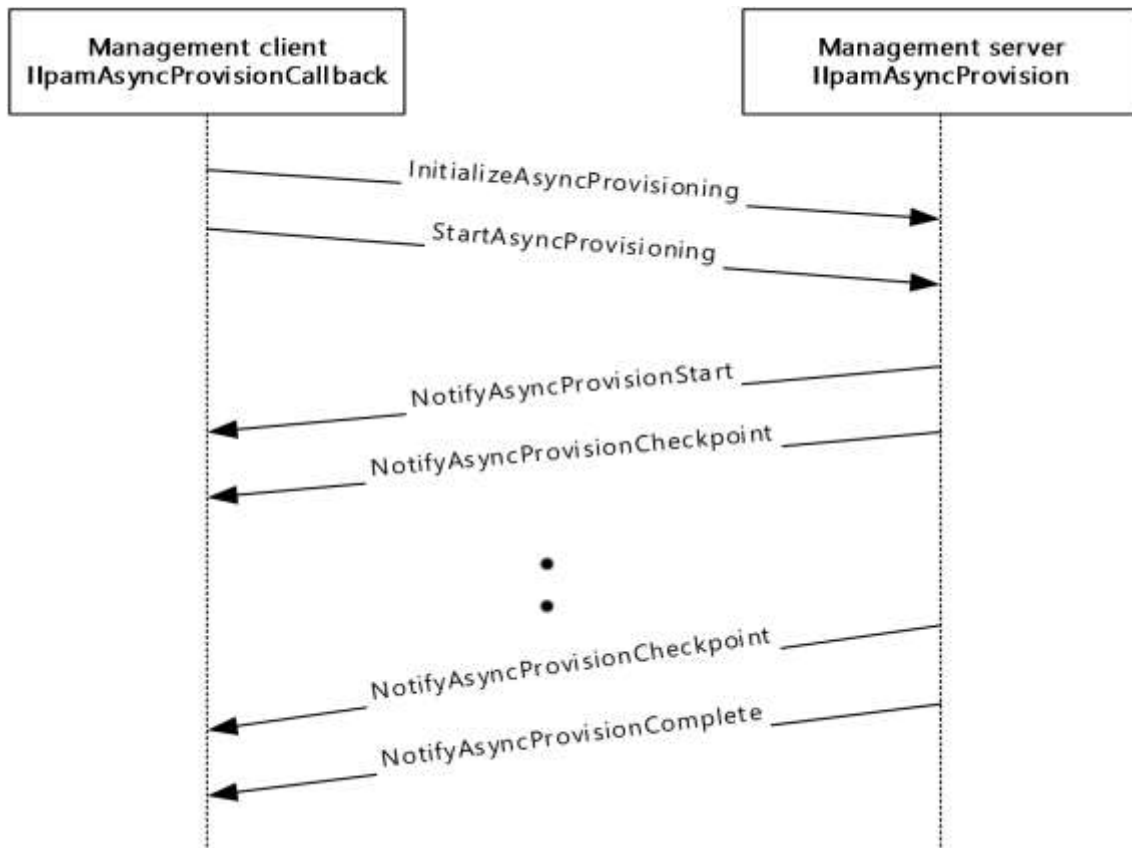 Management client
IIpamAsyncProvisionCallback
Management server
IIpamAsyncProvision
InitializeAsyncProvisioning
StartAsyncProvisioning
NotifyAsyncProvisionStart
NotifyAsyncProvisionCheckpoint
NotifyAsyncProvisionCheckpoint
NotifyAsyncProvisionComplete